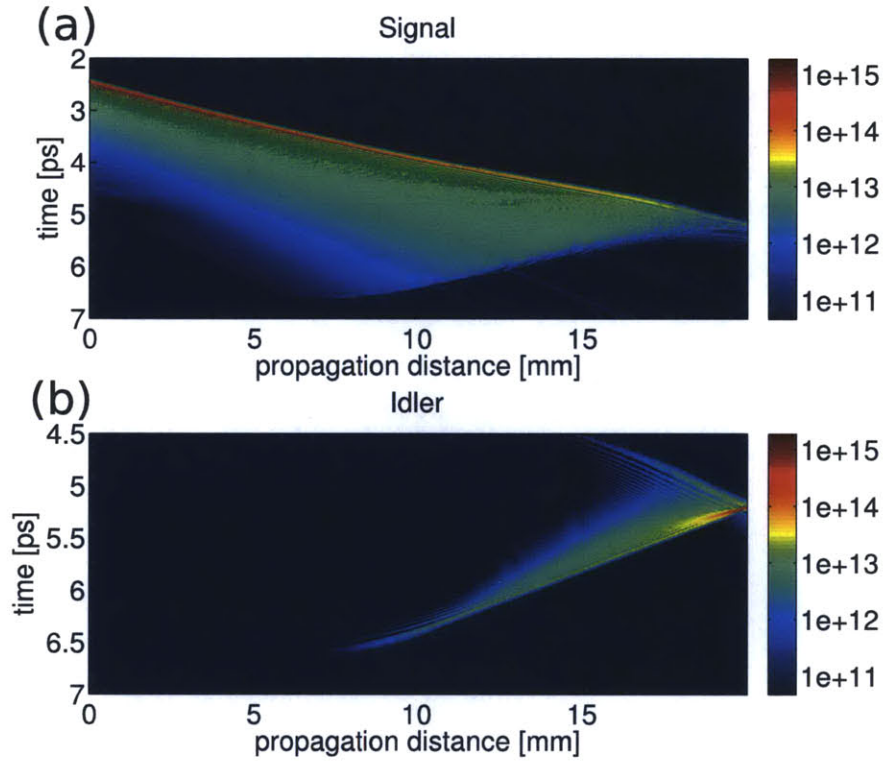 (a)
Signal
2
3
4
5
6
7
time [ps]
0 5 10 15
propagation distance [mm]
1e+15
1e+14
1e+13
1e+12
1e+11
(b)
Idler
4.5
5
5.5
6
6.5
7
time [ps]
0 5 10 15
propagation distance [mm]
1e+15
1e+14
1e+13
1e+12
1e+11